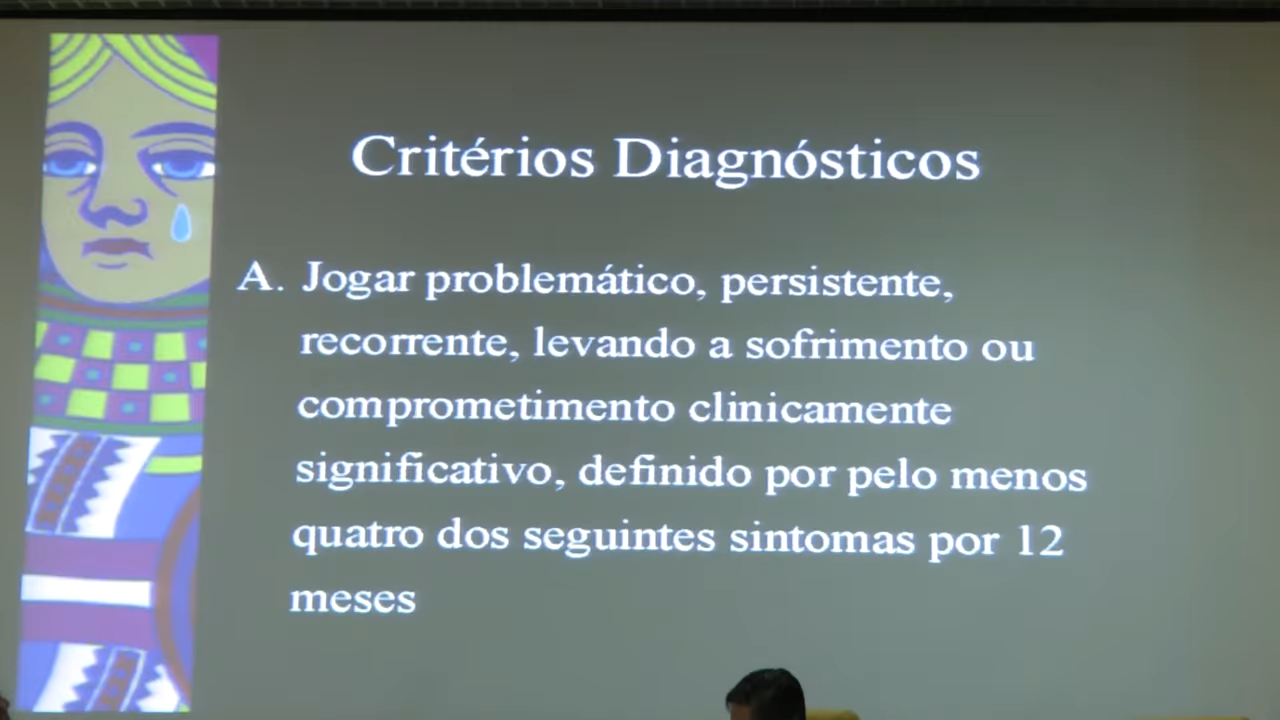 Critérios Diagnósticos
A. Jogar problemático, persistente,
recorrente, levando a sofrimento ou
comprometimento clinicamente
significativo, definido por pelo menos
quatro dos seguintes sintomas por 12
meses